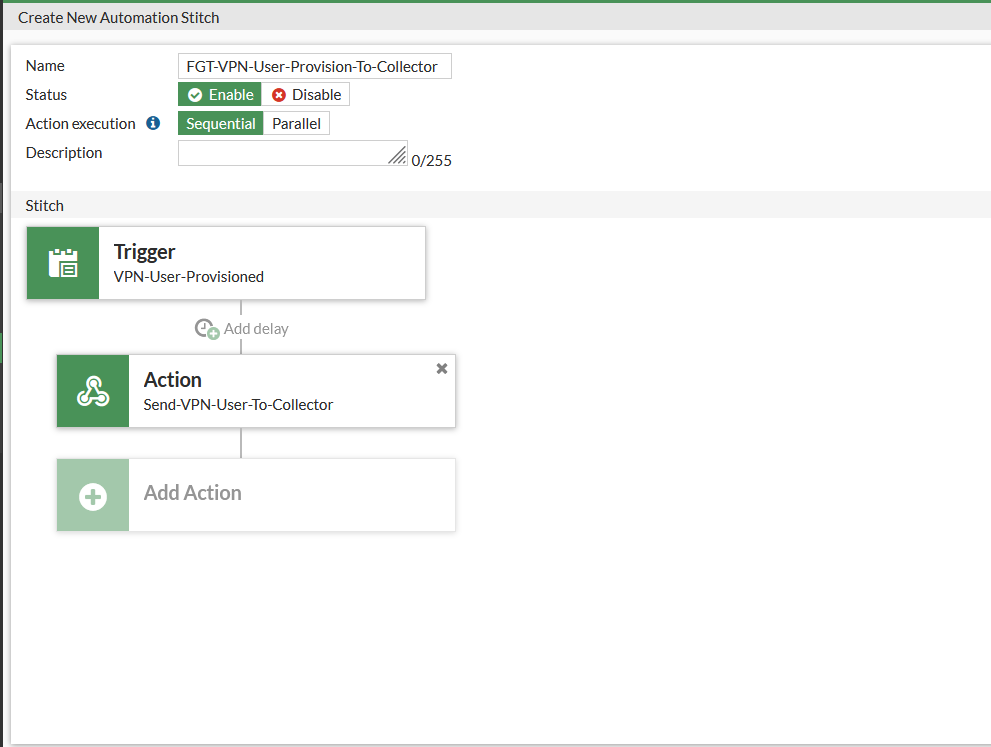 Create New Automation Stitch
Name FGT-VPN-User-Provision-To-Collector
Status Enable Disable
Action execution Sequential Parallel
Description 0/255
Stitch
Trigger
VPN-User-Provisioned
Add delay
Action
Send-VPN-User-To-Collector
Add Action